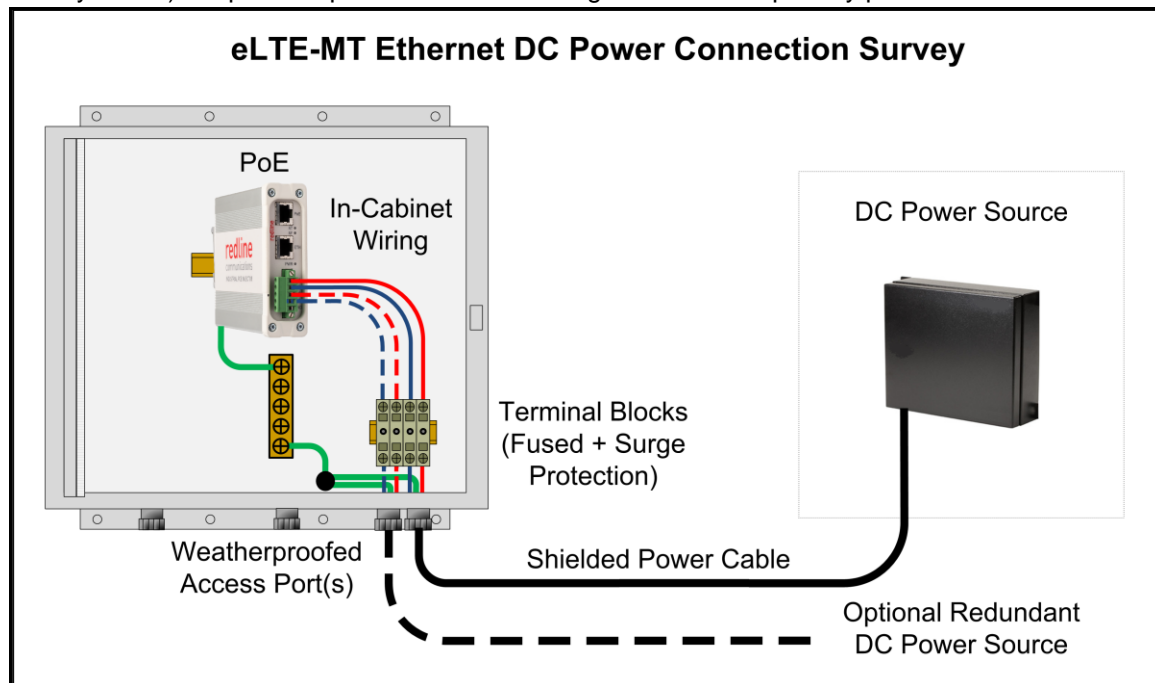 eLTE-MT Ethernet DC Power Connection Survey
PoE
In-Cabinet
Wiring
redline
communications
DC Power Source
Terminal Blocks
(Fused + Surge
Protection)
Weatherproofed
Access Port(s)
Shielded Power Cable
Optional Redundant
DC Power Source